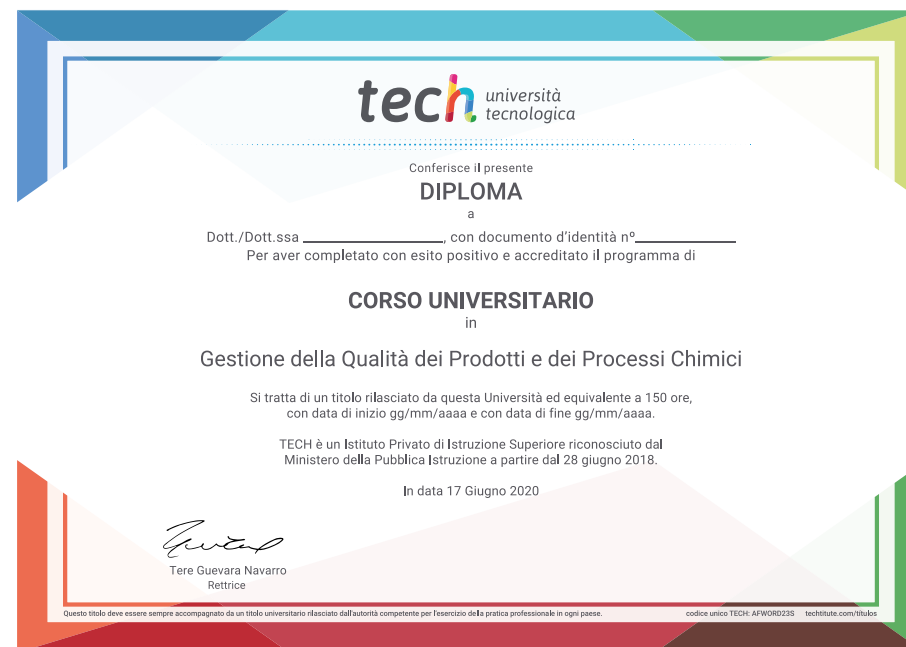 tech università
tecnologica
Conferisce il presente
DIPLOMA
a
Dott./Dott.ssa ____________, con documento d'identità nº____________
Per aver completato con esito positivo e accreditato il programma di
CORSO UNIVERSITARIO
in
Gestione della Qualità dei Prodotti e dei Processi Chimici
Si tratta di un titolo rilasciato da questa Università ed equivalente a 150 ore,
con data di inizio gg/mm/aaaa e con data di fine gg/mm/aaaa.
TECH è un Istituto Privato di Istruzione Superiore riconosciuto dal
Ministero della Pubblica Istruzione a partire dal 28 giugno 2018.
In data 17 Giugno 2020
Tere Guevara Navarro
Rettrice
Questo titolo deve essere sempre accompagnato da un titolo universitario rilasciato dall'autorità competente per l'esercizio della pratica professionale in ogni paese. codice unico TECH: AFWORD23S techtitute.com/titulos